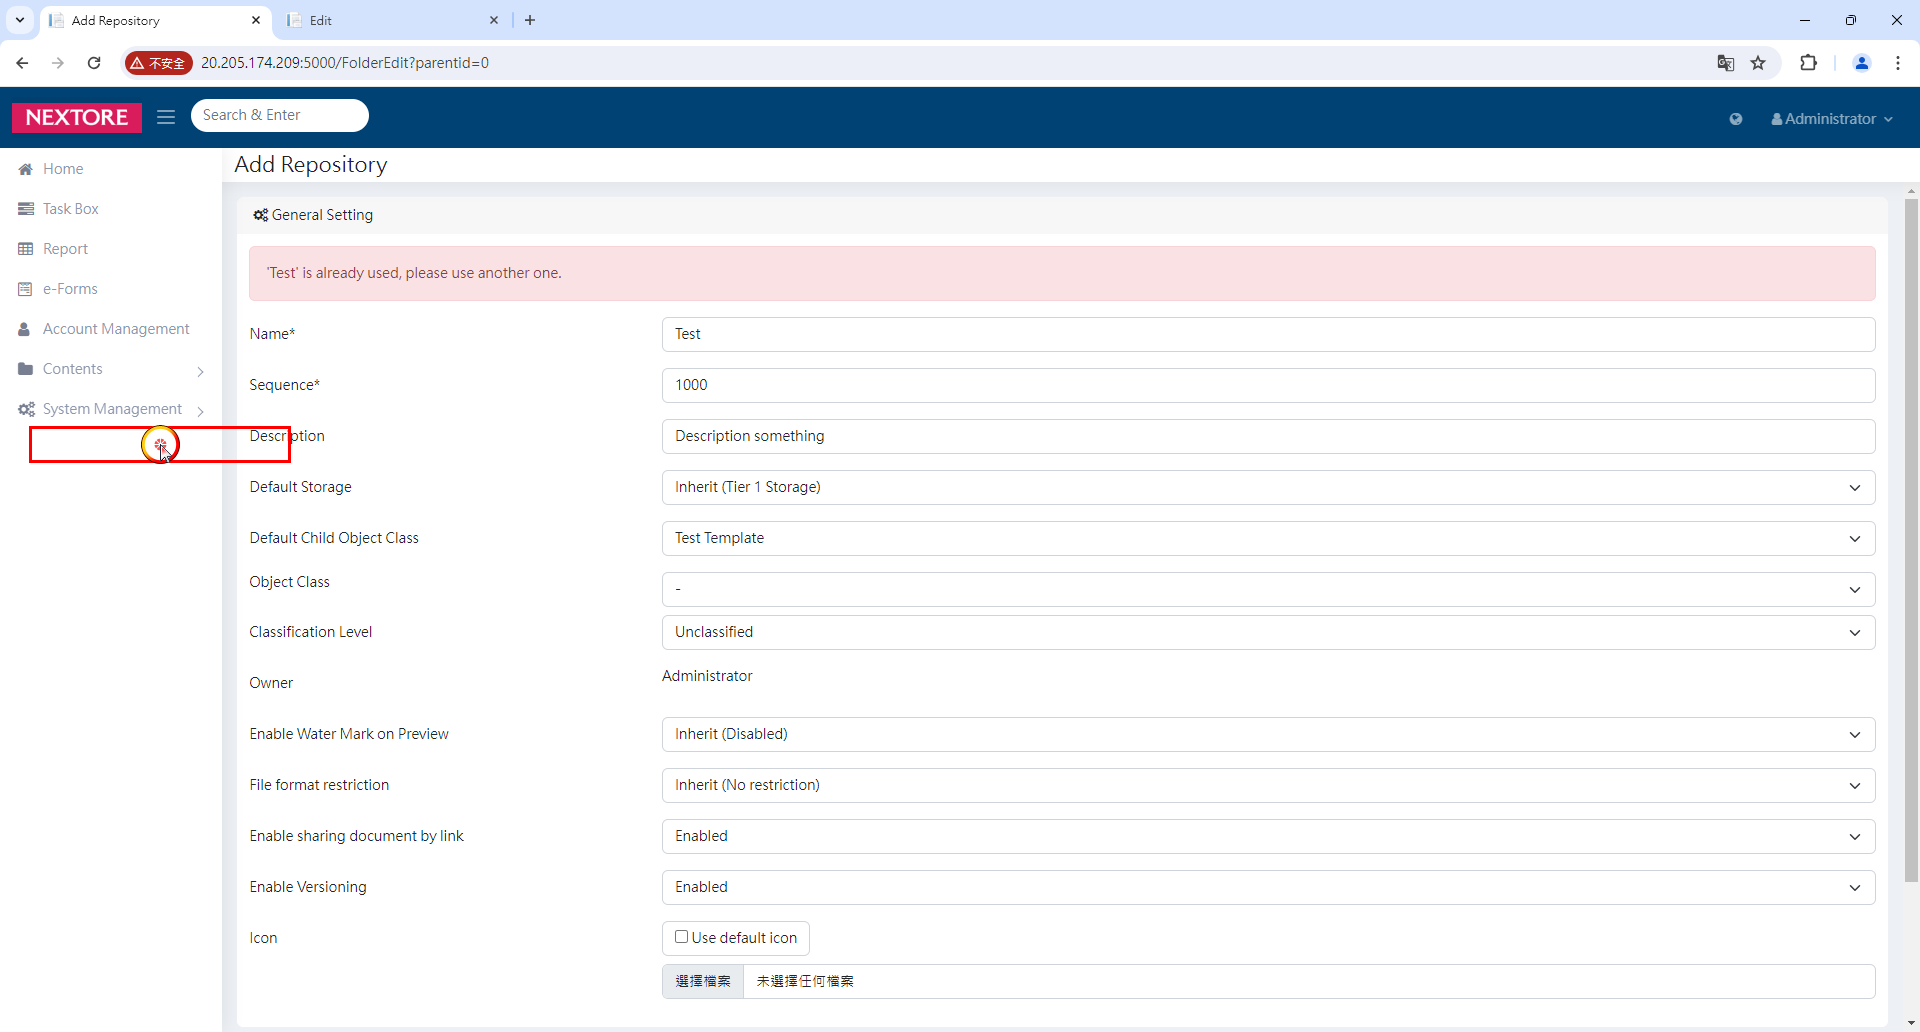 Add Repository
Edit
不安全
20.205.174.209:5000/FolderEdit?parentid=0
NEXTORE
Search & Enter
Administrator
Home
Task Box
Report
e-Forms
Account Management
Contents
System Management
Add Repository
General Setting
'Test' is already used, please use another one.
Name*
Test
Sequence*
1000
Description
Description something
Default Storage
Inherit (Tier 1 Storage)
Default Child Object Class
Test Template
Object Class
-
Classification Level
Unclassified
Owner
Administrator
Enable Water Mark on Preview
Inherit (Disabled)
File format restriction
Inherit (No restriction)
Enable sharing document by link
Enabled
Enable Versioning
Enabled
Icon
Use default icon
選擇檔案 未選擇任何檔案